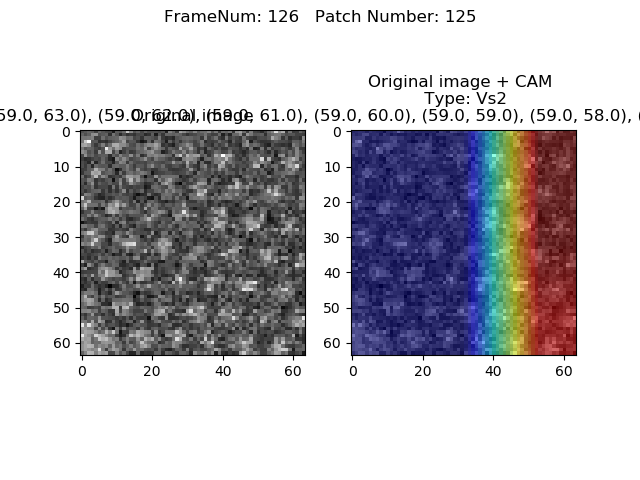 FrameNum: 126   Patch Number: 125
Original image + CAM
Type: Vs2
59.0, 63.0), (59.0, 62.0), (59.0, 61.0), (59.0, 60.0), (59.0, 59.0), (59.0, 58.0), (
Original image
0
10
20
30
40
50
60
0 20 40 60
0
10
20
30
40
50
60
0 20 40 60